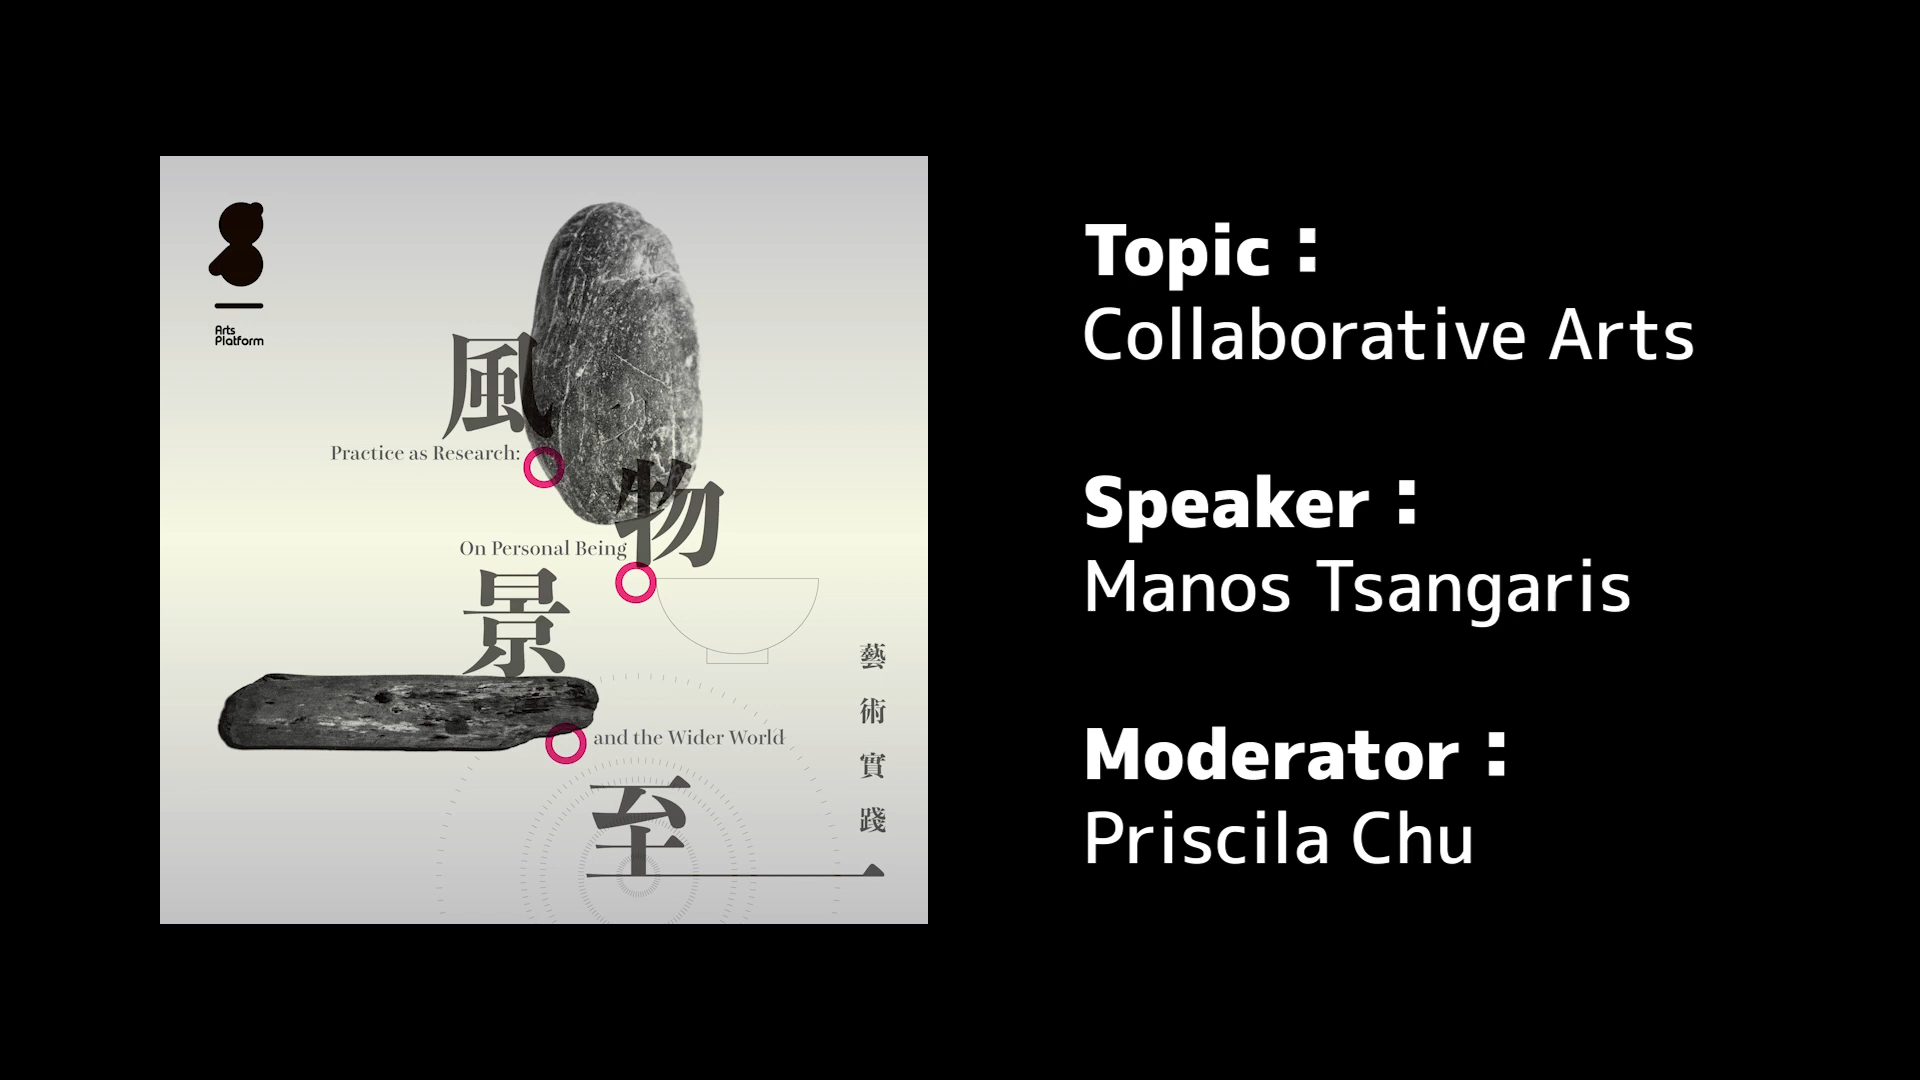 Arts
Platform
風
Practice as Research:
物
On Personal Being
景
and the Wider World
至
藝術實踐
Topic：
Collaborative Arts
Speaker：
Manos Tsangaris
Moderator：
Priscila Chu